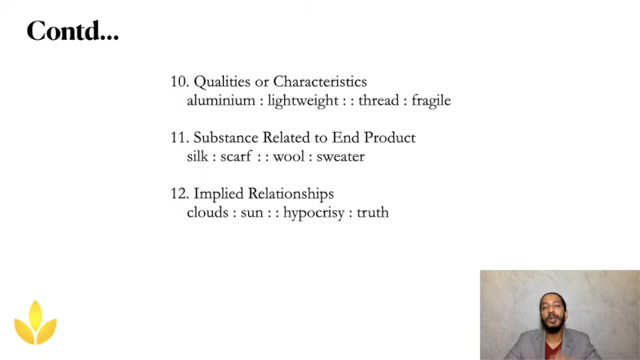 Contd...
10. Qualities or Characteristics
aluminium : lightweight : : thread : fragile
11. Substance Related to End Product
silk : scarf : : wool : sweater
12. Implied Relationships
clouds : sun : : hypocrisy : truth